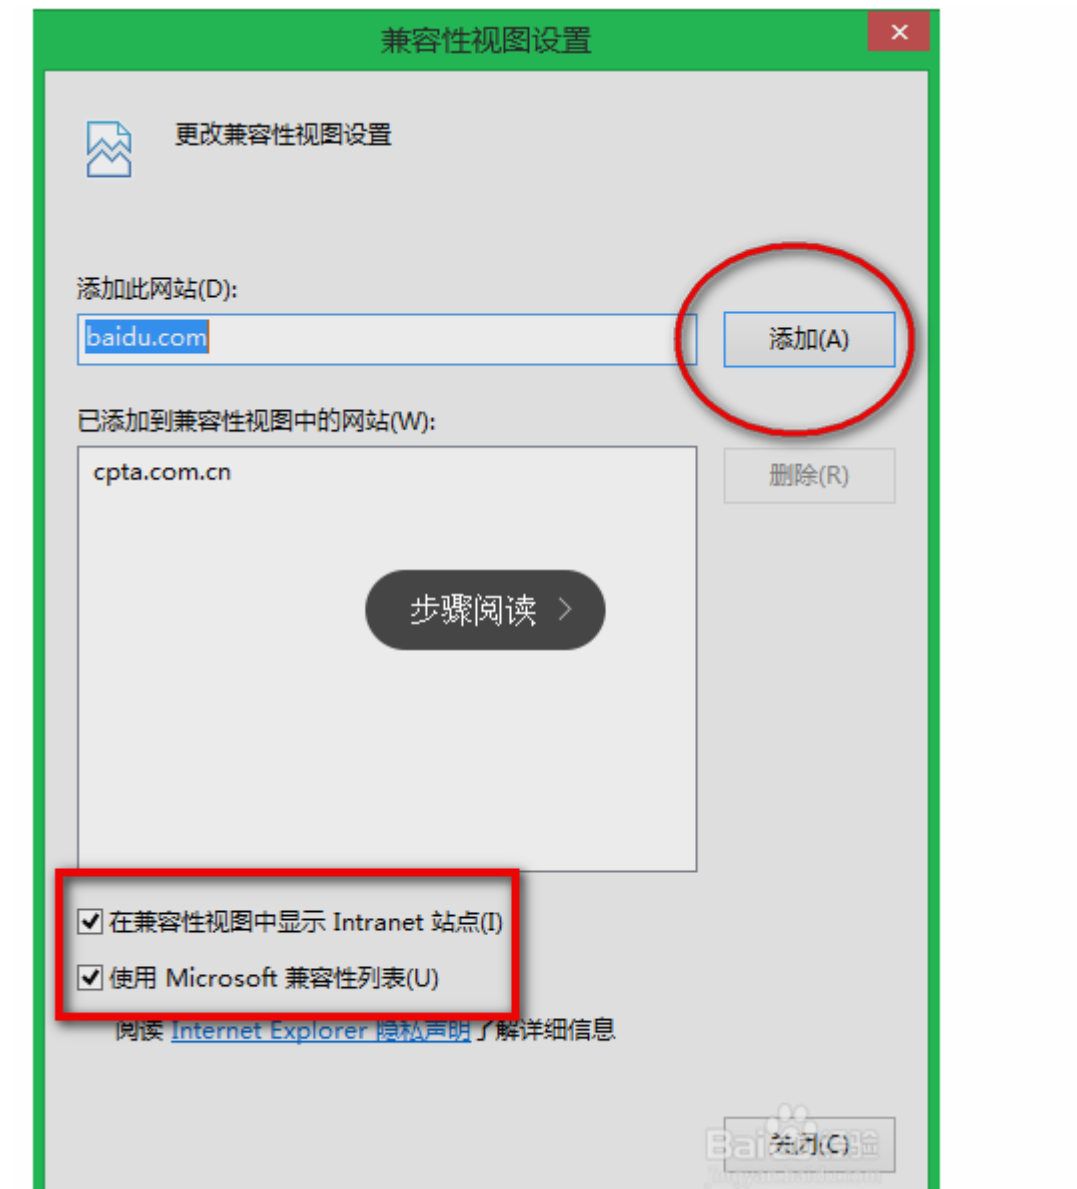 兼容性视图设置
更改兼容性视图设置
添加此网站(D):
baidu.com
添加(A)
已添加到兼容性视图中的网站(W):
cpta.com.cn
删除(R)
步骤阅读
在兼容性视图中显示 Intranet 站点(I)
使用 Microsoft 兼容性列表(U)
阅读 Internet Explorer 隐私声明了解详细信息
关闭(C)